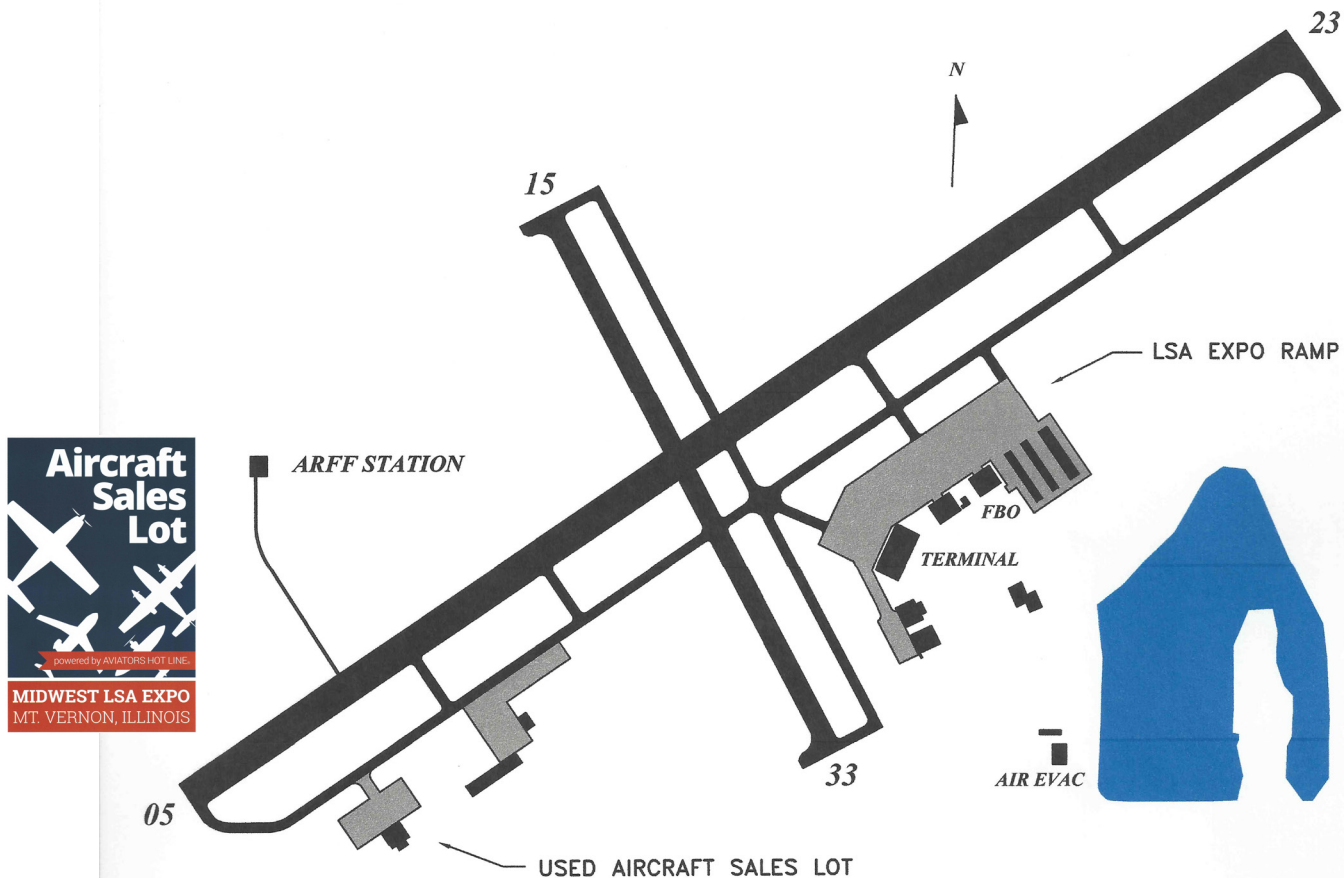 23
N
15
LSA EXPO RAMP
Aircraft
Sales
Lot
powered by AVIATORS HOT LINE
MIDWEST LSA EXPO
MT. VERNON, ILLINOIS
ARFF STATION
FBO
TERMINAL
33
AIR EVAC
05
USED AIRCRAFT SALES LOT